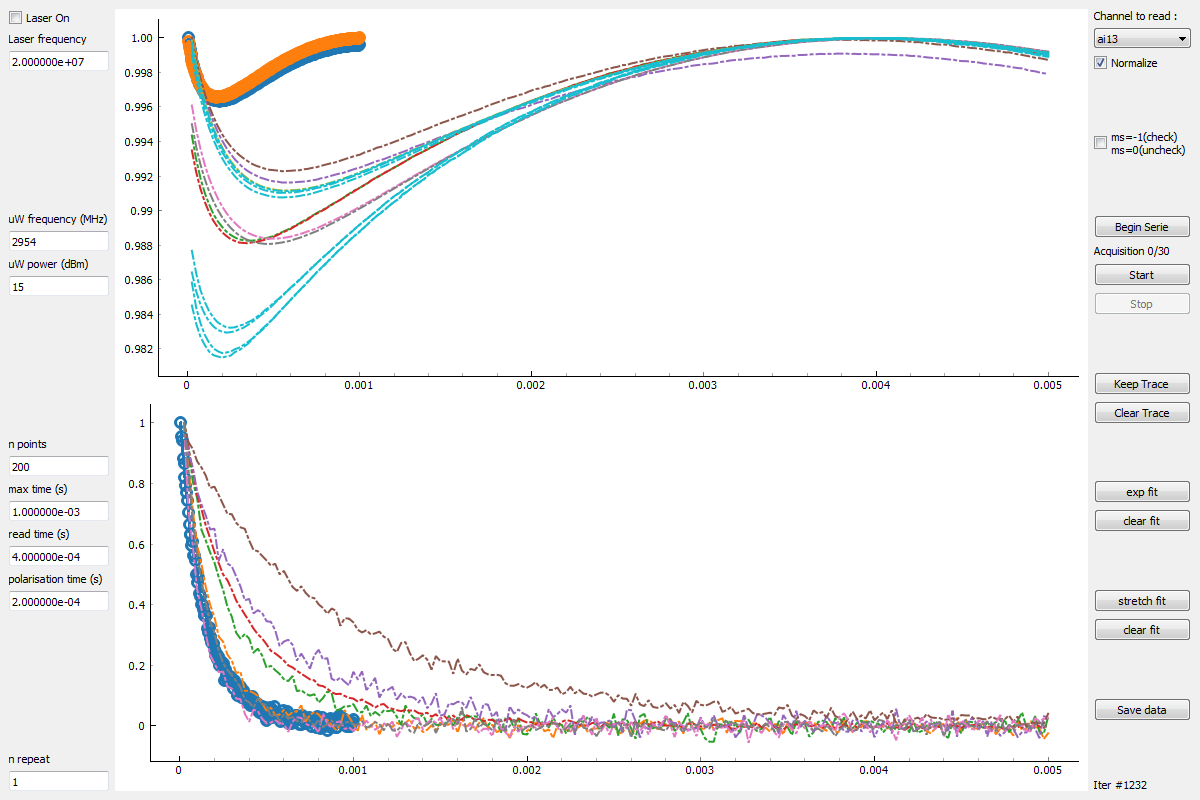 Laser On
Laser frequency
2.000000e+07
uW frequency (MHz)
2954
uW power (dBm)
15
n points
200
max time (s)
1.000000e-03
read time (s)
4.000000e-04
polarisation time (s)
2.000000e-04
n repeat
1
1.00
0.998
0.996
0.994
0.992
0.99
0.988
0.986
0.984
0.982
0
0.001
0.002
0.003
0.004
0.005
1
0.8
0.6
0.4
0.2
0
0
0.001
0.002
0.003
0.004
0.005
Channel to read :
ai13
Normalize
ms=-1(check)
ms=0(uncheck)
Begin Serie
Acquisition 0/30
Start
Stop
Keep Trace
Clear Trace
exp fit
clear fit
stretch fit
clear fit
Save data
Iter #1232